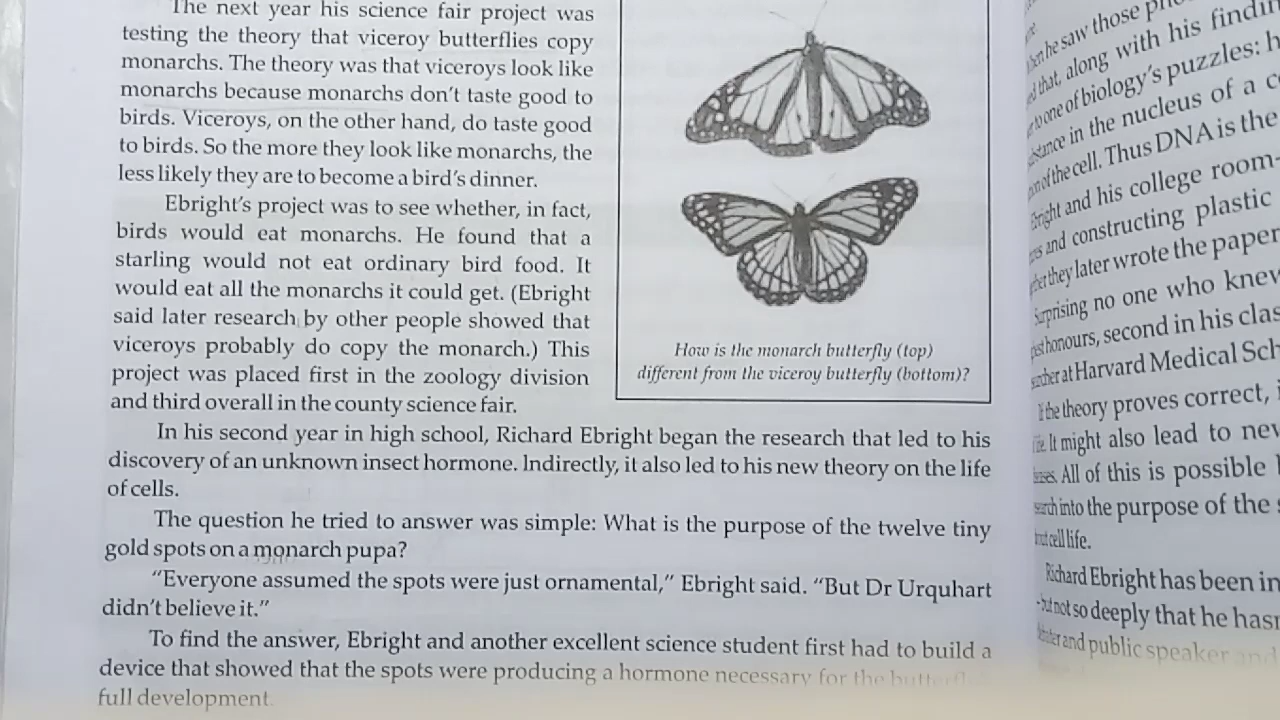 The next year his science fair project was
testing the theory that viceroy butterflies copy
monarchs. The theory was that viceroys look like
monarchs because monarchs don't taste good to
birds. Viceroys, on the other hand, do taste good
to birds. So the more they look like monarchs, the
less likely they are to become a bird's dinner.
Ebright's project was to see whether, in fact,
birds would eat monarchs. He found that a
starling would not eat ordinary bird food. It
would eat all the monarchs it could get. (Ebright
said later research by other people showed that
viceroys probably do copy the monarch.) This
project was placed first in the zoology division
and third overall in the county science fair.
How is the monarch butterfly (top)
different from the viceroy butterfly (bottom)?
In his second year in high school, Richard Ebright began the research that led to his
discovery of an unknown insect hormone. Indirectly, it also led to his new theory on the life
of cells.
The question he tried to answer was simple: What is the purpose of the twelve tiny
gold spots on a monarch pupa?
“Everyone assumed the spots were just ornamental,” Ebright said. “But Dr Urquhart
didn't believe it.”
To find the answer, Ebright and another excellent science student first had to build a
device that showed that the spots were producing a hormone necessary for the
full development.
he saw those
that, along with his
to one of biology's puzzles:
in the nucleus of a
of the cell. Thus DNA is the
and his college
and constructing plastic
they later wrote the paper
no one who knew
honours, second in his
at Harvard Medical
If the theory proves correct,
It might also lead to
All of this is possible
into the purpose of the
cell life.
Richard Ebright has been
but not so deeply that he
and public speaker and